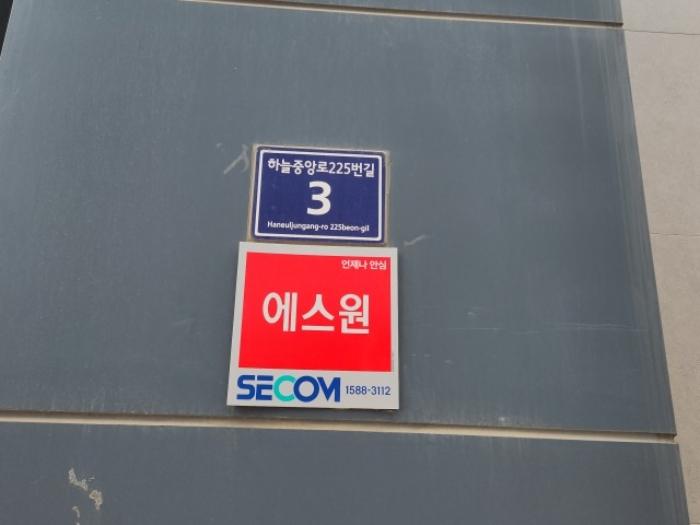 하늘중앙로225번길
3
Haneuljungang-ro 225beon-gil
언제나 안심
에스원
SECOM 1588-3112